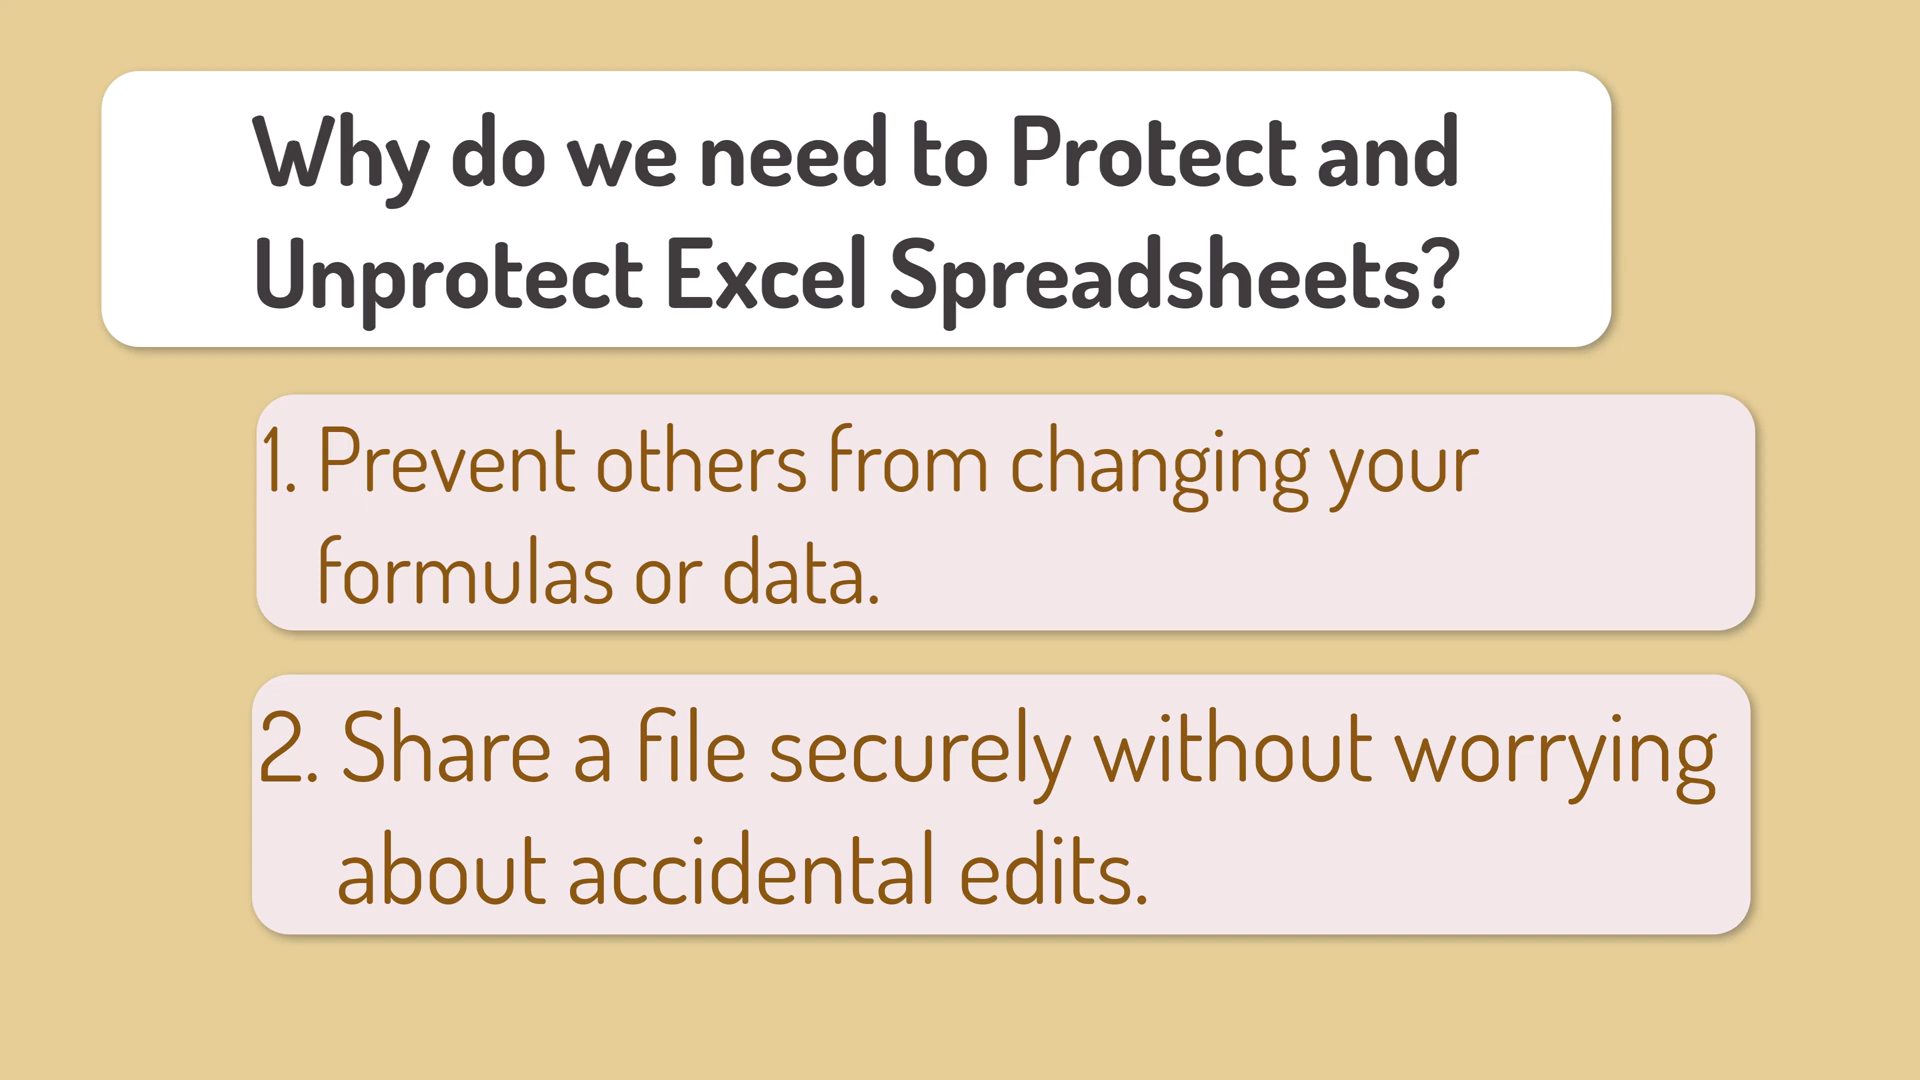 Why do we need to Protect and
Unprotect Excel Spreadsheets?
1. Prevent others from changing your
formulas or data.
2. Share a file securely without worrying
about accidental edits.